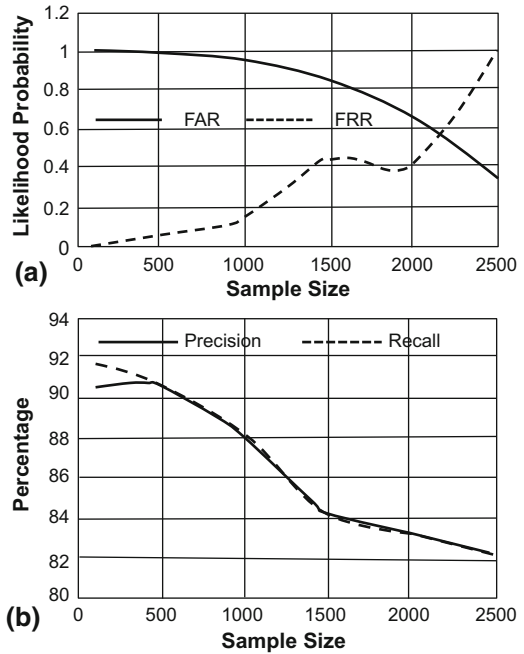 1.2
1
0.8
0.6
0.4
0.2
0
Likelihood Probability
FAR
FRR
0
500
1000
1500
2000
2500
(a)
Sample Size
94
92
90
88
86
84
82
80
Percentage
Precision
Recall
0
500
1000
1500
2000
2500
(b)
Sample Size